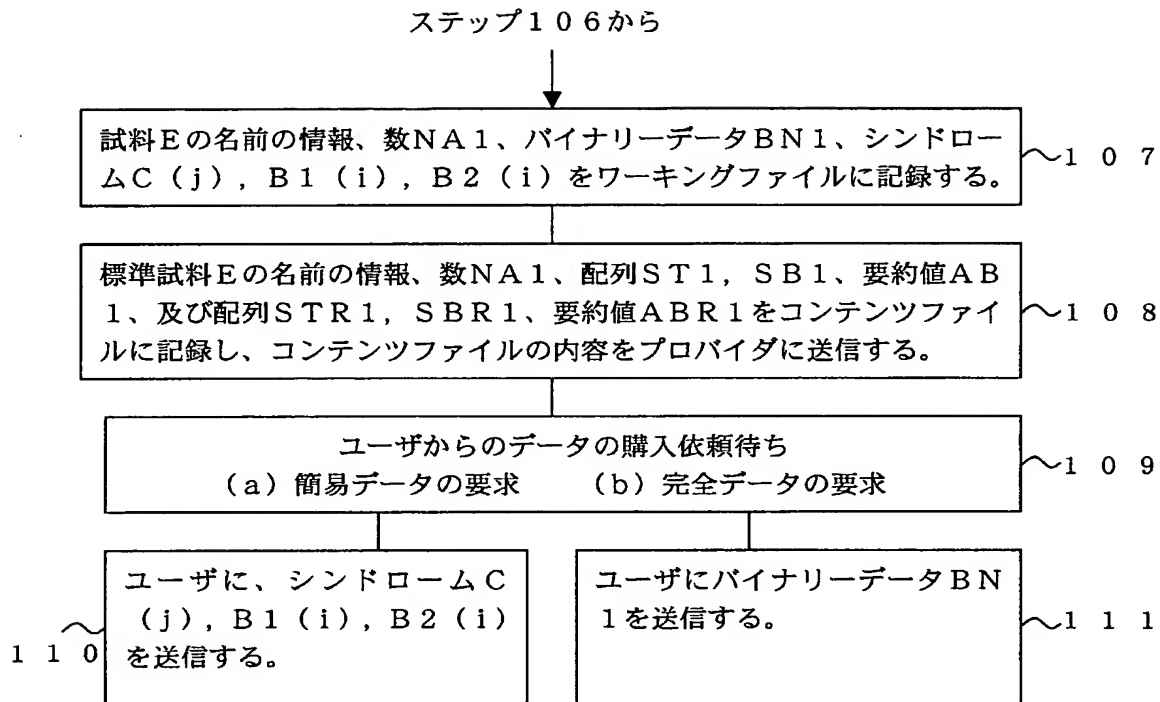 ステップ106から
試料Eの名前の情報、数NA1、バイナリーデータBN1、シンドロー
ムC(j),B1(i),B2(i)をワーキングファイルに記録する。
107
標準試料Eの名前の情報、数NA1、配列ST1,SB1、要約値AB
1、及び配列STR1,SBR1、要約値ABR1をコンテンツファイ
ルに記録し、コンテンツファイルの内容をプロバイダに送信する。
108
ユーザからのデータの購入依頼待ち
(a)簡易データの要求 (b)完全データの要求
109
ユーザに、シンドロームC
(j),B1(i),B2(i)
を送信する。
110
ユーザにバイナリーデータBN
1を送信する。
111